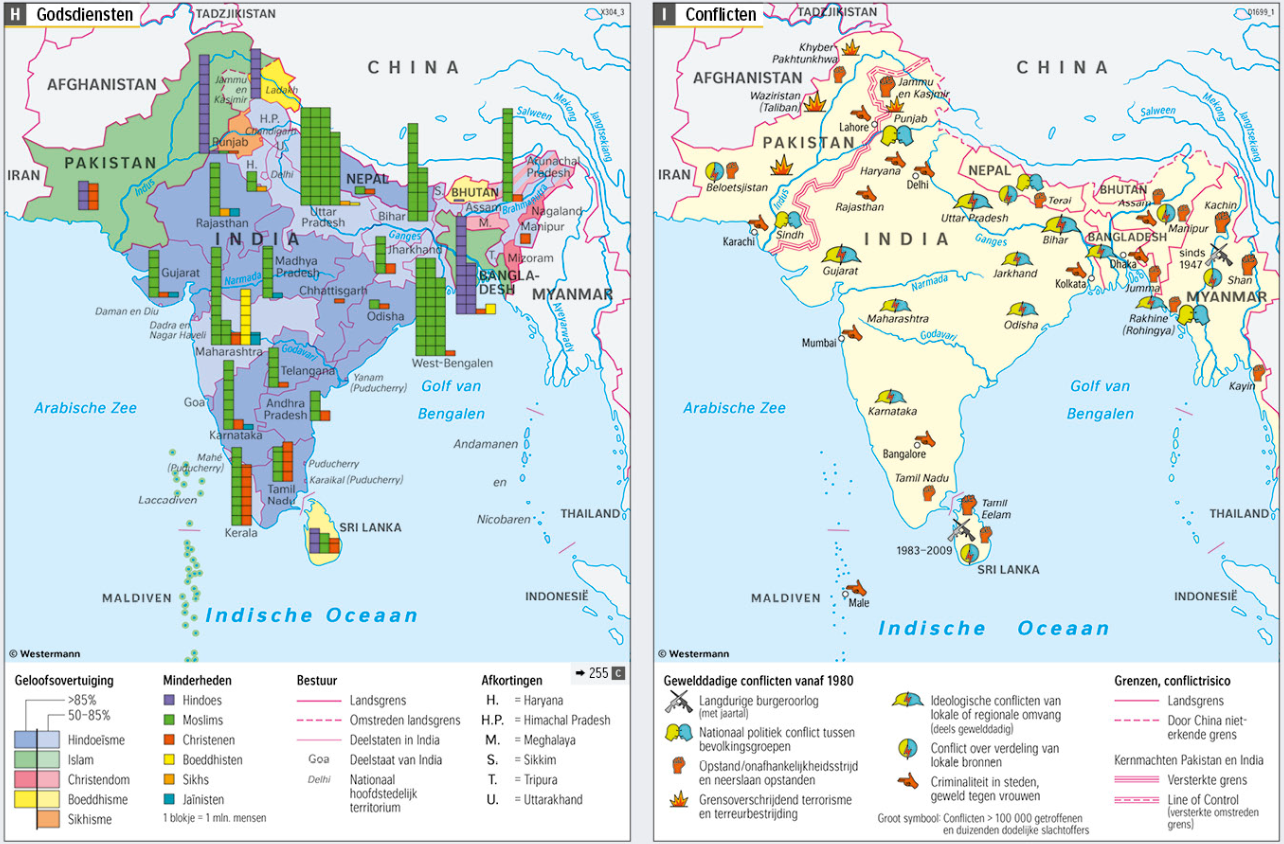 H Godsdiensten
X304_3
TADZJIKISTAN
AFGHANISTAN
CHINA
Jammu
en
Kasjmir
Ladakh
H.P.
Chandigarh
U.
Punjab
PAKISTAN
IRAN
Indus
H.
Delhi
NEPAL
Salween
Mekong
Jangtsekiang
Arunachal
Pradesh
S.
BHUTAN
Assam
Brahmaputra
Nagaland
Manipur
M.
T.
Mizoram
Rajasthan
Uttar
Pradesh
Bihar
Ganges
INDIA
Jharkhand
Madhya
Pradesh
Gujarat
Narmada
Chhattisgarh
BANGLA-
DESH
MYANMAR
Ayeyarwady
Odisha
Daman en Diu
Dadra en
Nagar Haveli
Maharashtra
Godavari
West-Bengalen
Telangana
Yanam
(Puducherry)
Golf van
Bengalen
Arabische Zee
Goa
Andhra
Pradesh
Karnataka
Andamanen
en
Nicobaren
Mahé
(Puducherry)
Puducherry
Karaikal (Puducherry)
Laccadiven
Tamil
Nadu
Kerala
SRI LANKA
THAILAND
MALDIVEN
INDONESIË
Indische Oceaan
© Westermann
➡ 255 C
Geloofsovertuiging
>85%
50–85%
Hindoeïsme
Islam
Christendom
Boeddhisme
Sikhisme
Minderheden
Hindoes
Moslims
Christenen
Boeddhisten
Sikhs
Jaïnisten
1 blokje = 1 mln. mensen
Bestuur
Landsgrens
Omstreden landsgrens
Deelstaten in India
Goa Deelstaat van India
Delhi Nationaal
hoofdstedelijk
territorium
Afkortingen
H. = Haryana
H.P. = Himachal Pradesh
M. = Meghalaya
S. = Sikkim
T. = Tripura
U. = Uttarakhand
I Conflicten
01699_1
TADZJIKISTAN
Khyber-
Pakhtunkhwa
AFGHANISTAN
Waziristan
(Taliban)
Jammu
en Kasjmir
CHINA
Lahore
Punjab
PAKISTAN
IRAN
Beloetsjistan
Indus
Haryana
Delhi
Rajasthan
NEPAL
Terai
Salween
Mekong
Jangtsekiang
BHUTAN
Assam
Kachin
Manipur
Uttar Pradesh
Karachi
Sindh
INDIA
Ganges
Bihar
BANGLADESH
Dhaka
sinds
1947
Gujarat
Jharkand
Kolkata
Jumma
Shan
MYANMAR
Narmada
Maharashtra
Odisha
Rakhine
(Rohingya)
Godavari
Mumbai
Kayin
Arabische Zee
Golf van
Bengalen
Karnataka
Bangalore
Tamil Nadu
Tamil
Eelam
1983–2009
SRI LANKA
THAILAND
MALDIVEN
Male
INDONESIË
Indische Oceaan
© Westermann
Gewelddadige conflicten vanaf 1980
Langdurige burgeroorlog
(met jaartal)
Nationaal politiek conflict tussen
bevolkingsgroepen
Opstand/onafhankelijkheidsstrijd
en neerslaan opstanden
Grensoverschrijdend terrorisme
en terreurbestrijding
Ideologische conflicten van
lokale of regionale omvang
(deels gewelddadig)
Conflict over verdeling van
lokale bronnen
Criminaliteit in steden,
geweld tegen vrouwen
Groot symbool: Conflicten > 100 000 getroffenen
en duizenden dodelijke slachtoffers
Grenzen, conflictrisico
Landsgrens
Door China niet-
erkende grens
Kernmachten Pakistan en India
Versterkte grens
Line of Control
(versterkte omstreden
grens)